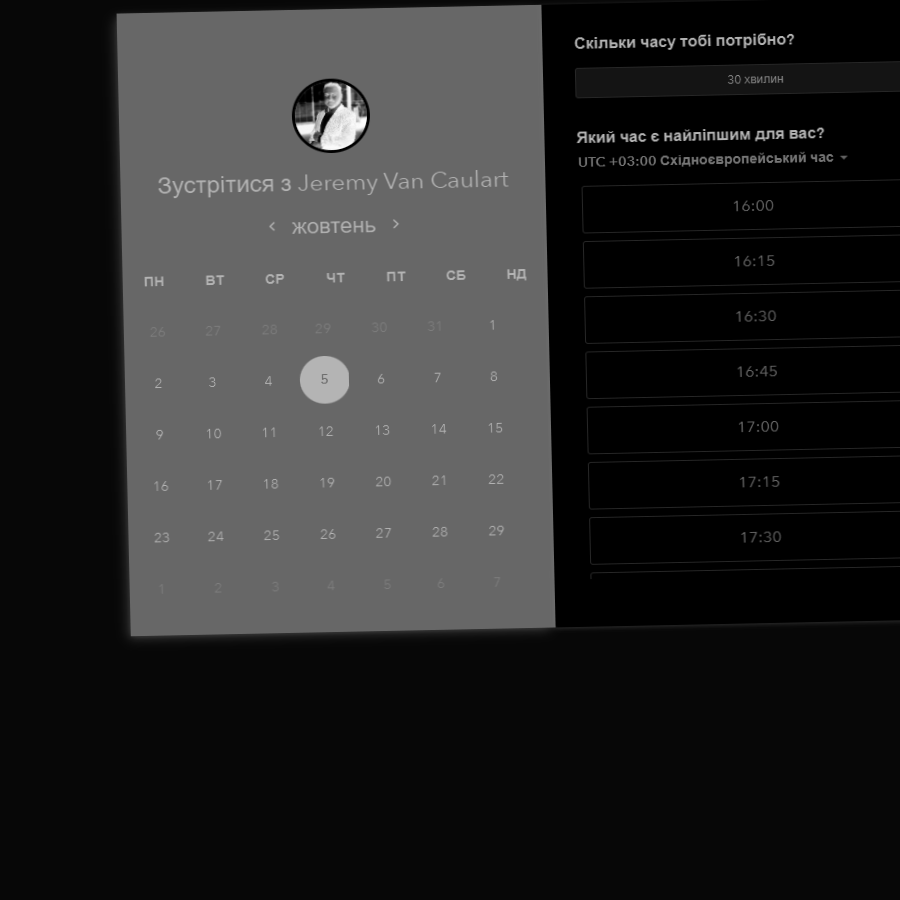 Зустрітися з Jeremy Van Caulart
жовтень
ПН ВТ СР ЧТ ПТ СБ НД
26 27 28 29 30 31 1
2 3 4 5 6 7 8
9 10 11 12 13 14 15
16 17 18 19 20 21 22
23 24 25 26 27 28 29
1 2 3 4 5 6 7
Скільки часу тобі потрібно?
30 хвилин
Який час є найліпшим для вас?
UTC +03:00 Східноєвропейський час
16:00
16:15
16:30
16:45
17:00
17:15
17:30